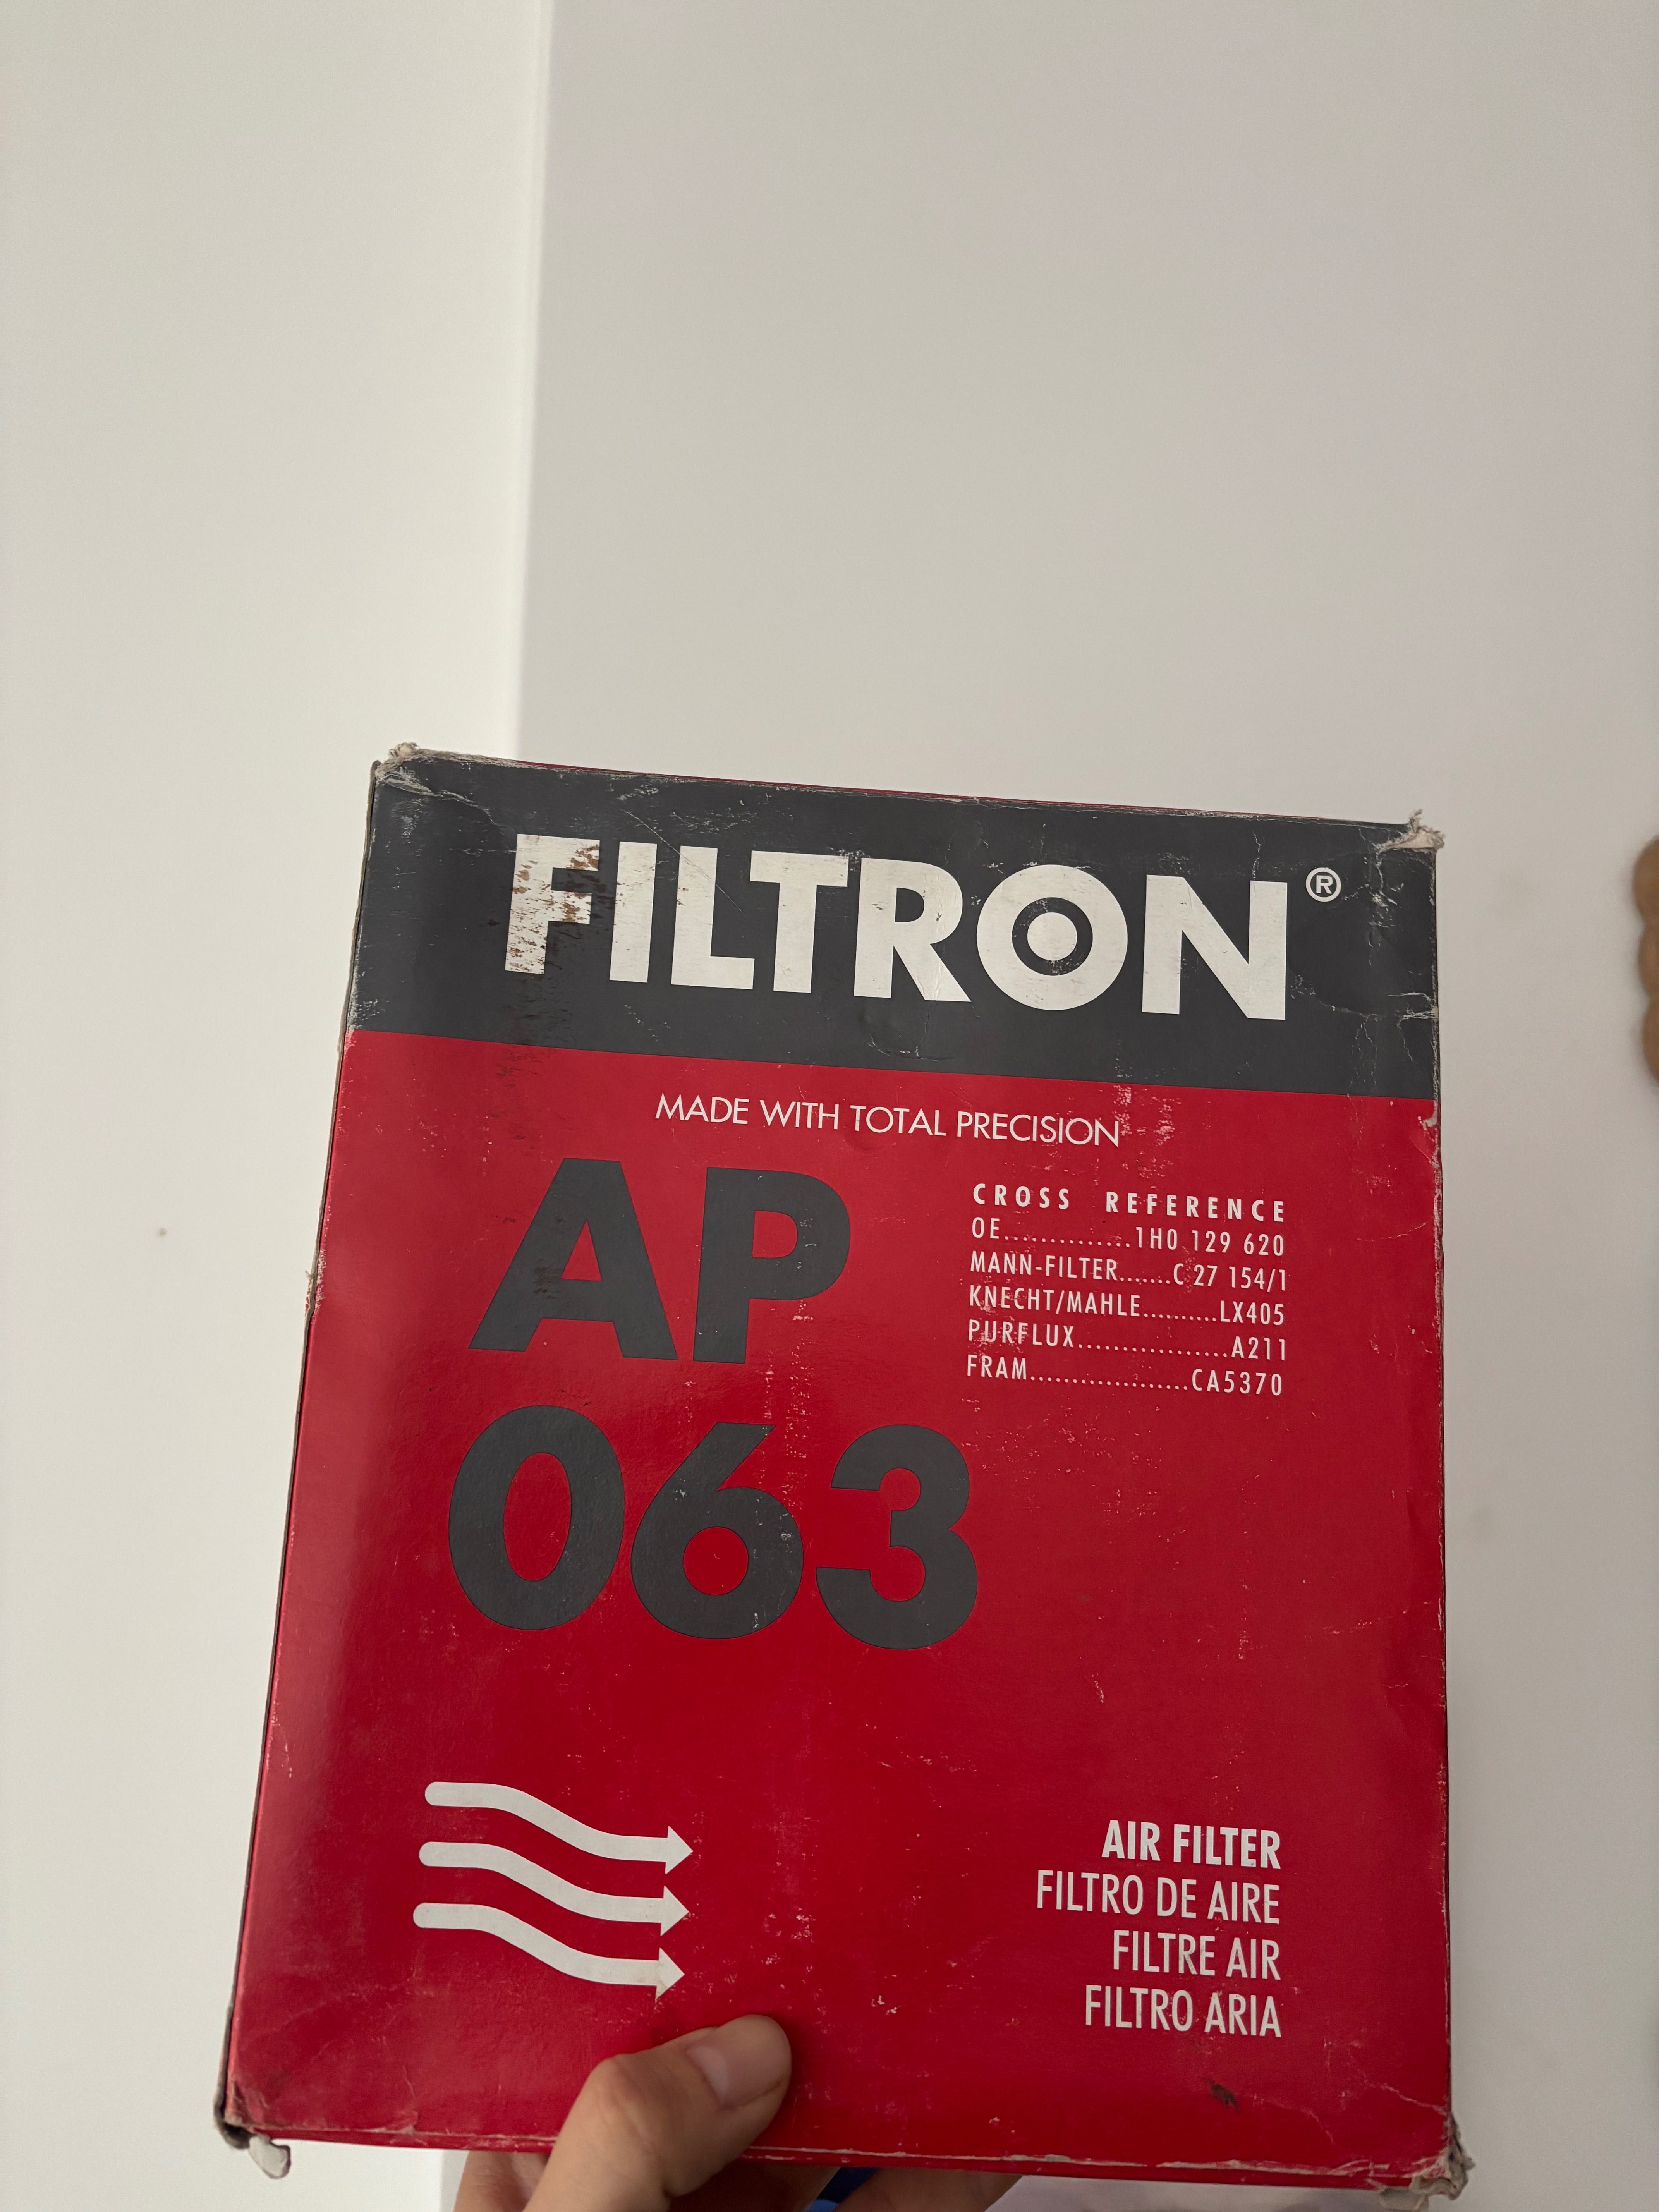 FILTRON®
MADE WITH TOTAL PRECISION
AP
063
CROSS REFERENCE
OE..............1H0 129 620
MANN-FILTER......C 27 154/1
KNECHT/MAHLE.........LX405
PURFLUX..................A211
FRAM...................CA5370
AIR FILTER
FILTRO DE AIRE
FILTRE AIR
FILTRO ARIA